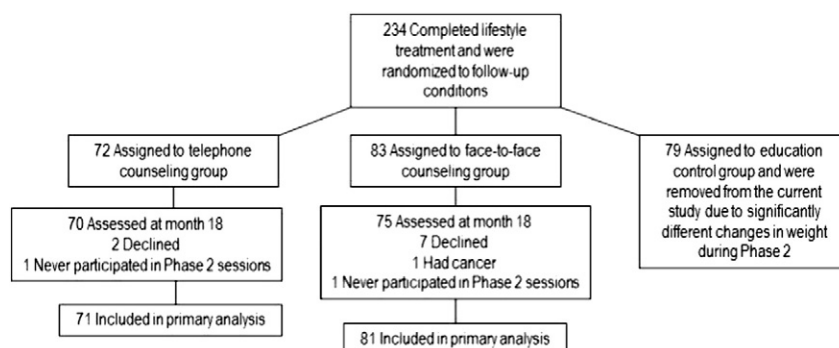 234 Completed lifestyle
treatment and were
randomized to follow-up
conditions
72 Assigned to telephone
counseling group
83 Assigned to face-to-face
counseling group
79 Assigned to education
control group and were
removed from the current
study due to significantly
different changes in weight
during Phase 2
70 Assessed at month 18
2 Declined
1 Never participated in Phase 2 sessions
75 Assessed at month 18
7 Declined
1 Had cancer
1 Never participated in Phase 2 sessions
71 Included in primary analysis
81 Included in primary analysis